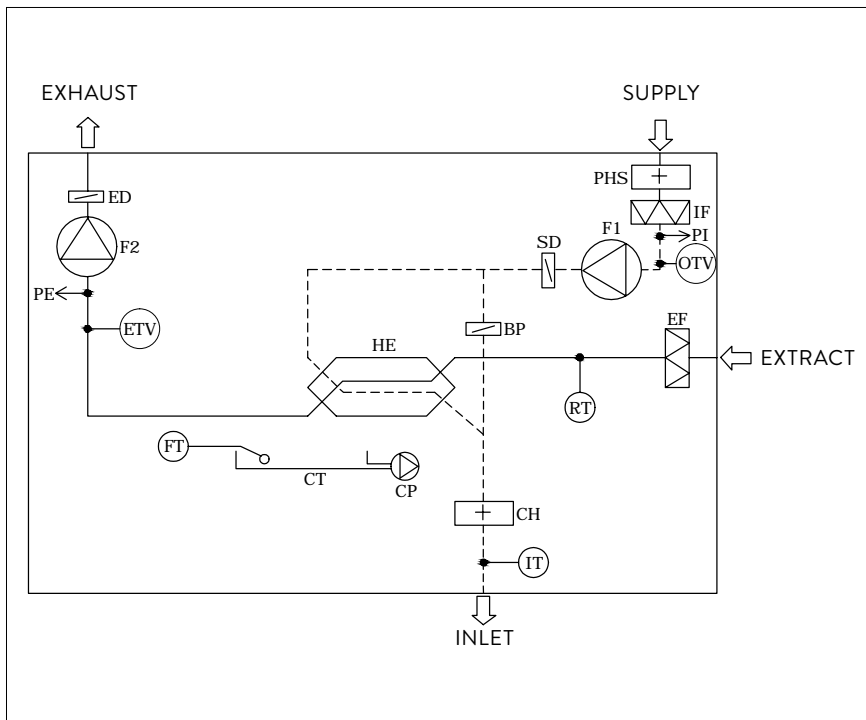 EXHAUST
SUPPLY
PHS
ED
IF
F1
PI
F2
SD
OTV
PE
EF
ETV
BP
HE
EXTRACT
RT
FT
CT
CP
CH
IT
INLET